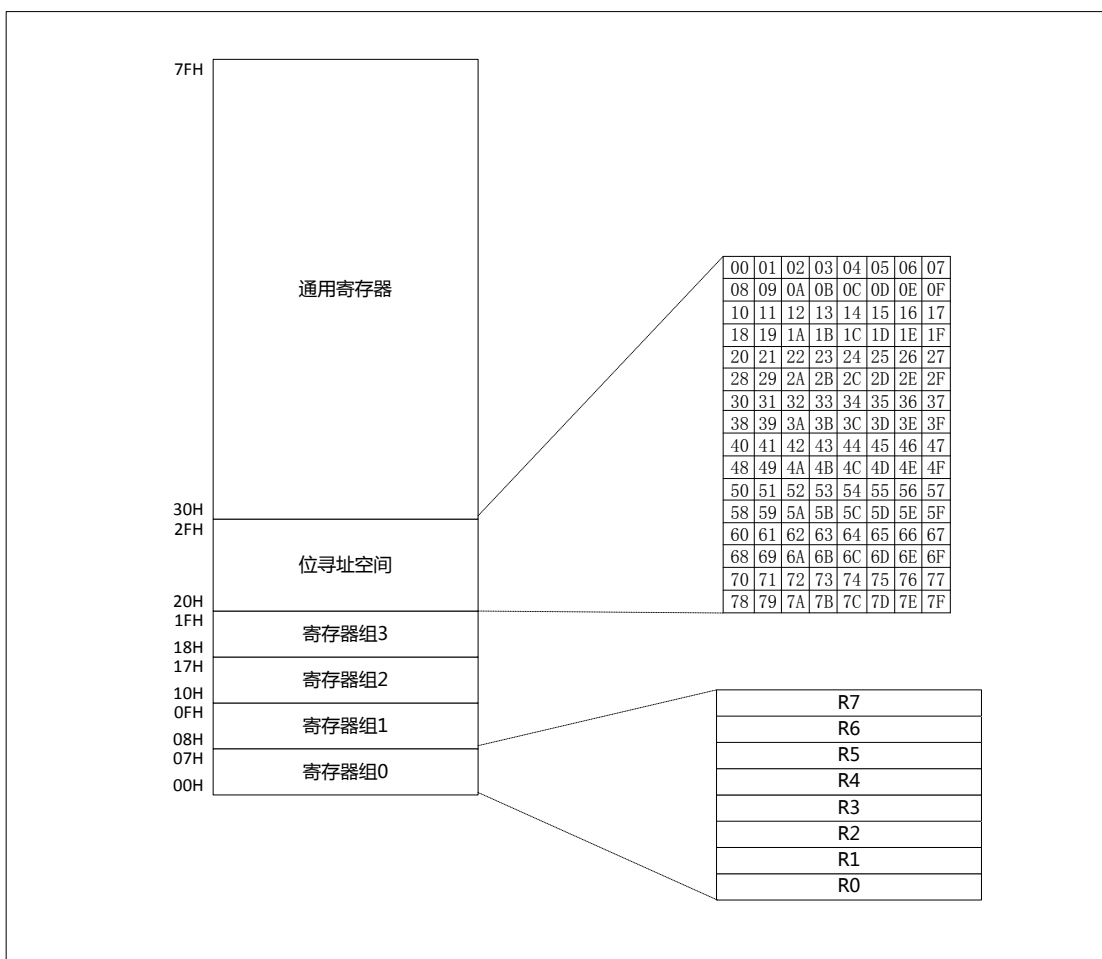 7FH
通用寄存器
30H
2FH
位寻址空间
20H
1FH
寄存器组3
18H
17H
寄存器组2
10H
0FH
寄存器组1
08H
07H
寄存器组0
00H
00 01 02 03 04 05 06 07
08 09 0A 0B 0C 0D 0E 0F
10 11 12 13 14 15 16 17
18 19 1A 1B 1C 1D 1E 1F
20 21 22 23 24 25 26 27
28 29 2A 2B 2C 2D 2E 2F
30 31 32 33 34 35 36 37
38 39 3A 3B 3C 3D 3E 3F
40 41 42 43 44 45 46 47
48 49 4A 4B 4C 4D 4E 4F
50 51 52 53 54 55 56 57
58 59 5A 5B 5C 5D 5E 5F
60 61 62 63 64 65 66 67
68 69 6A 6B 6C 6D 6E 6F
70 71 72 73 74 75 76 77
78 79 7A 7B 7C 7D 7E 7F
R7
R6
R5
R4
R3
R2
R1
R0